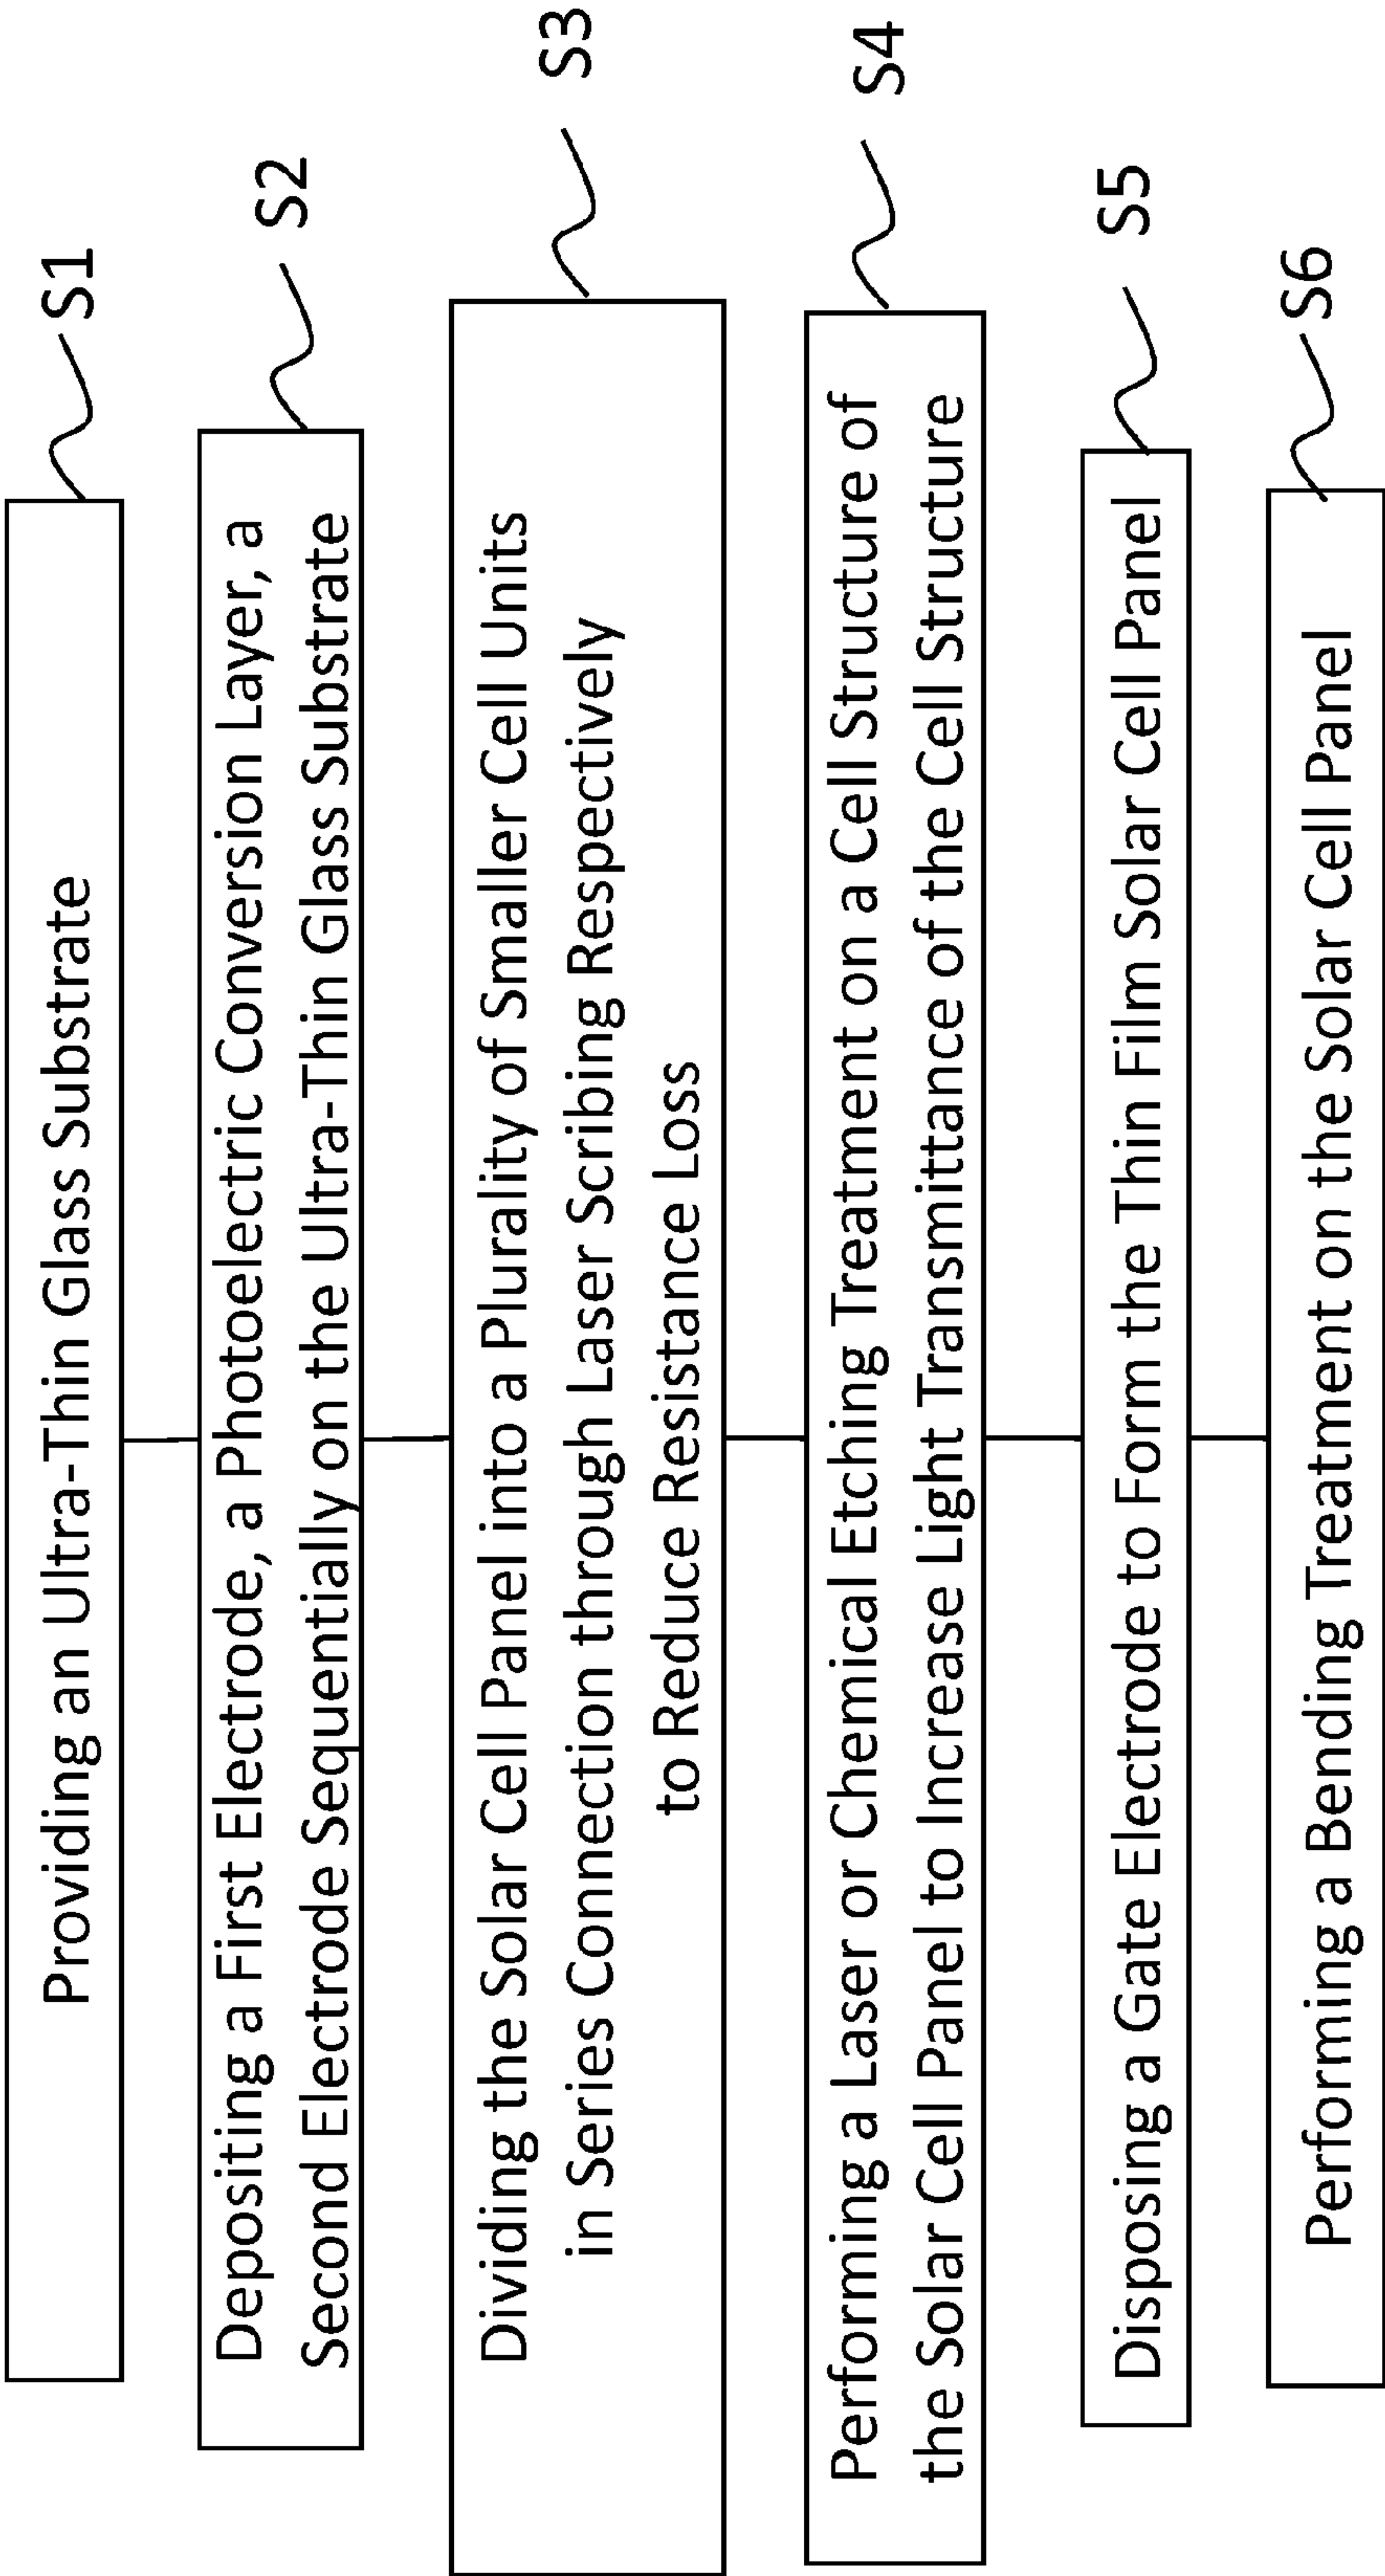 Providing an Ultra-Thin Glass Substrate
S1
Depositing a First Electrode, a Photoelectric Conversion Layer, a
Second Electrode Sequentially on the Ultra-Thin Glass Substrate
S2
Dividing the Solar Cell Panel into a Plurality of Smaller Cell Units
in Series Connection through Laser Scribing Respectively
to Reduce Resistance Loss
S3
Performing a Laser or Chemical Etching Treatment on a Cell Structure of
the Solar Cell Panel to Increase Light Transmittance of the Cell Structure
S4
Disposing a Gate Electrode to Form the Thin Film Solar Cell Panel
S5
Performing a Bending Treatment on the Solar Cell Panel
S6